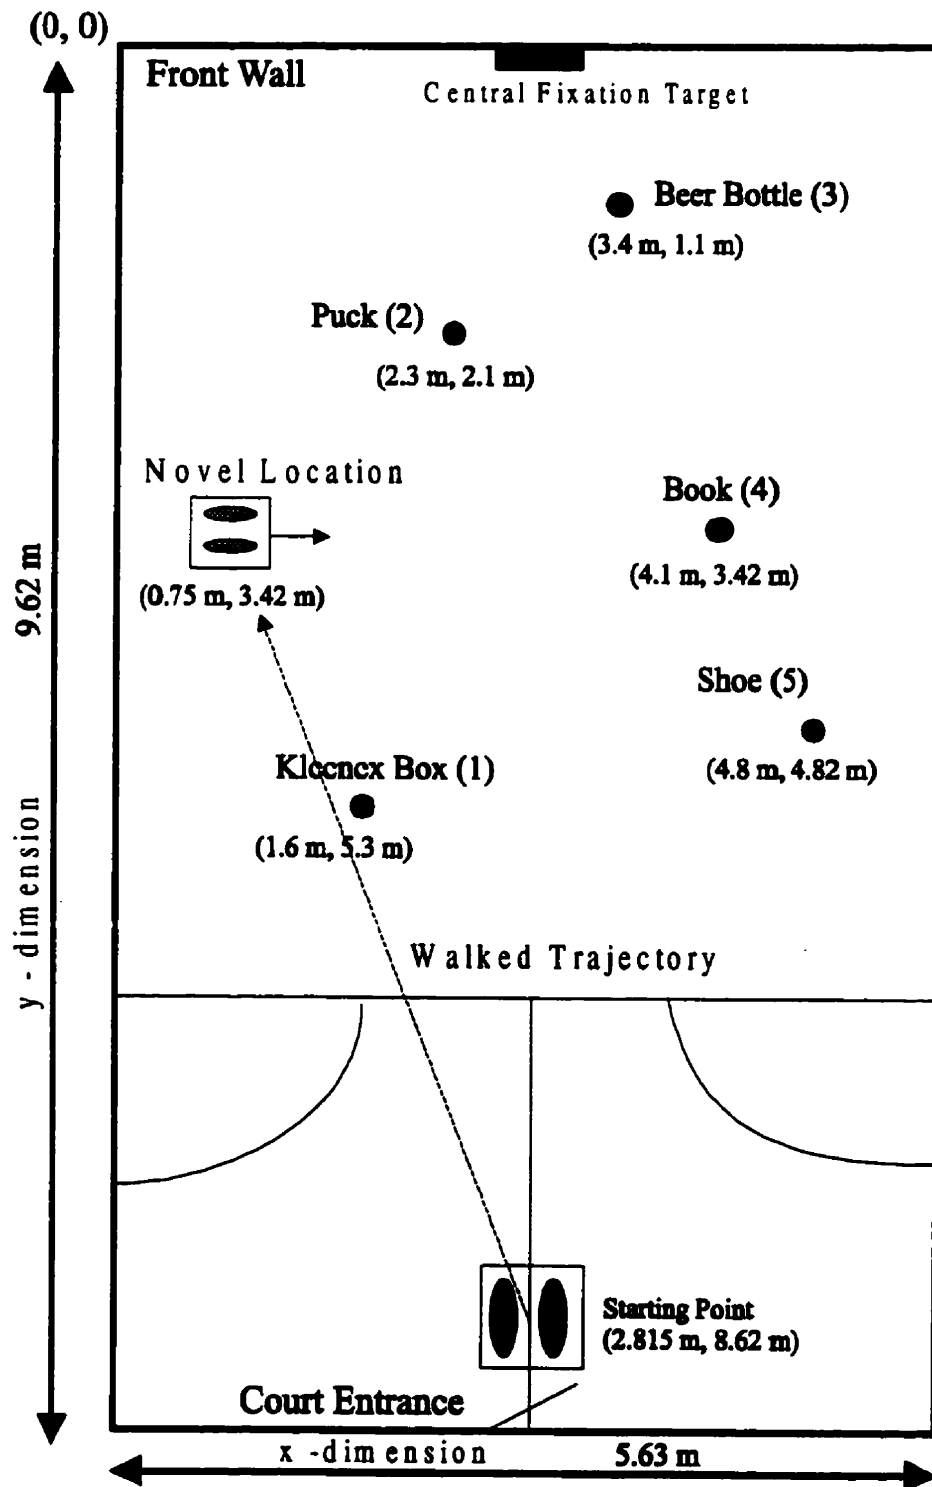 (0, 0)
Front Wall
Central Fixation Target
Beer Bottle (3)
(3.4 m, 1.1 m)
Puck (2)
(2.3 m, 2.1 m)
Novel Location
(0.75 m, 3.42 m)
Book (4)
(4.1 m, 3.42 m)
9.62 m
Shoe (5)
(4.8 m, 4.82 m)
Kleenex Box (1)
(1.6 m, 5.3 m)
y - dimension
Walked Trajectory
Starting Point
(2.815 m, 8.62 m)
Court Entrance
x -dimension
5.63 m